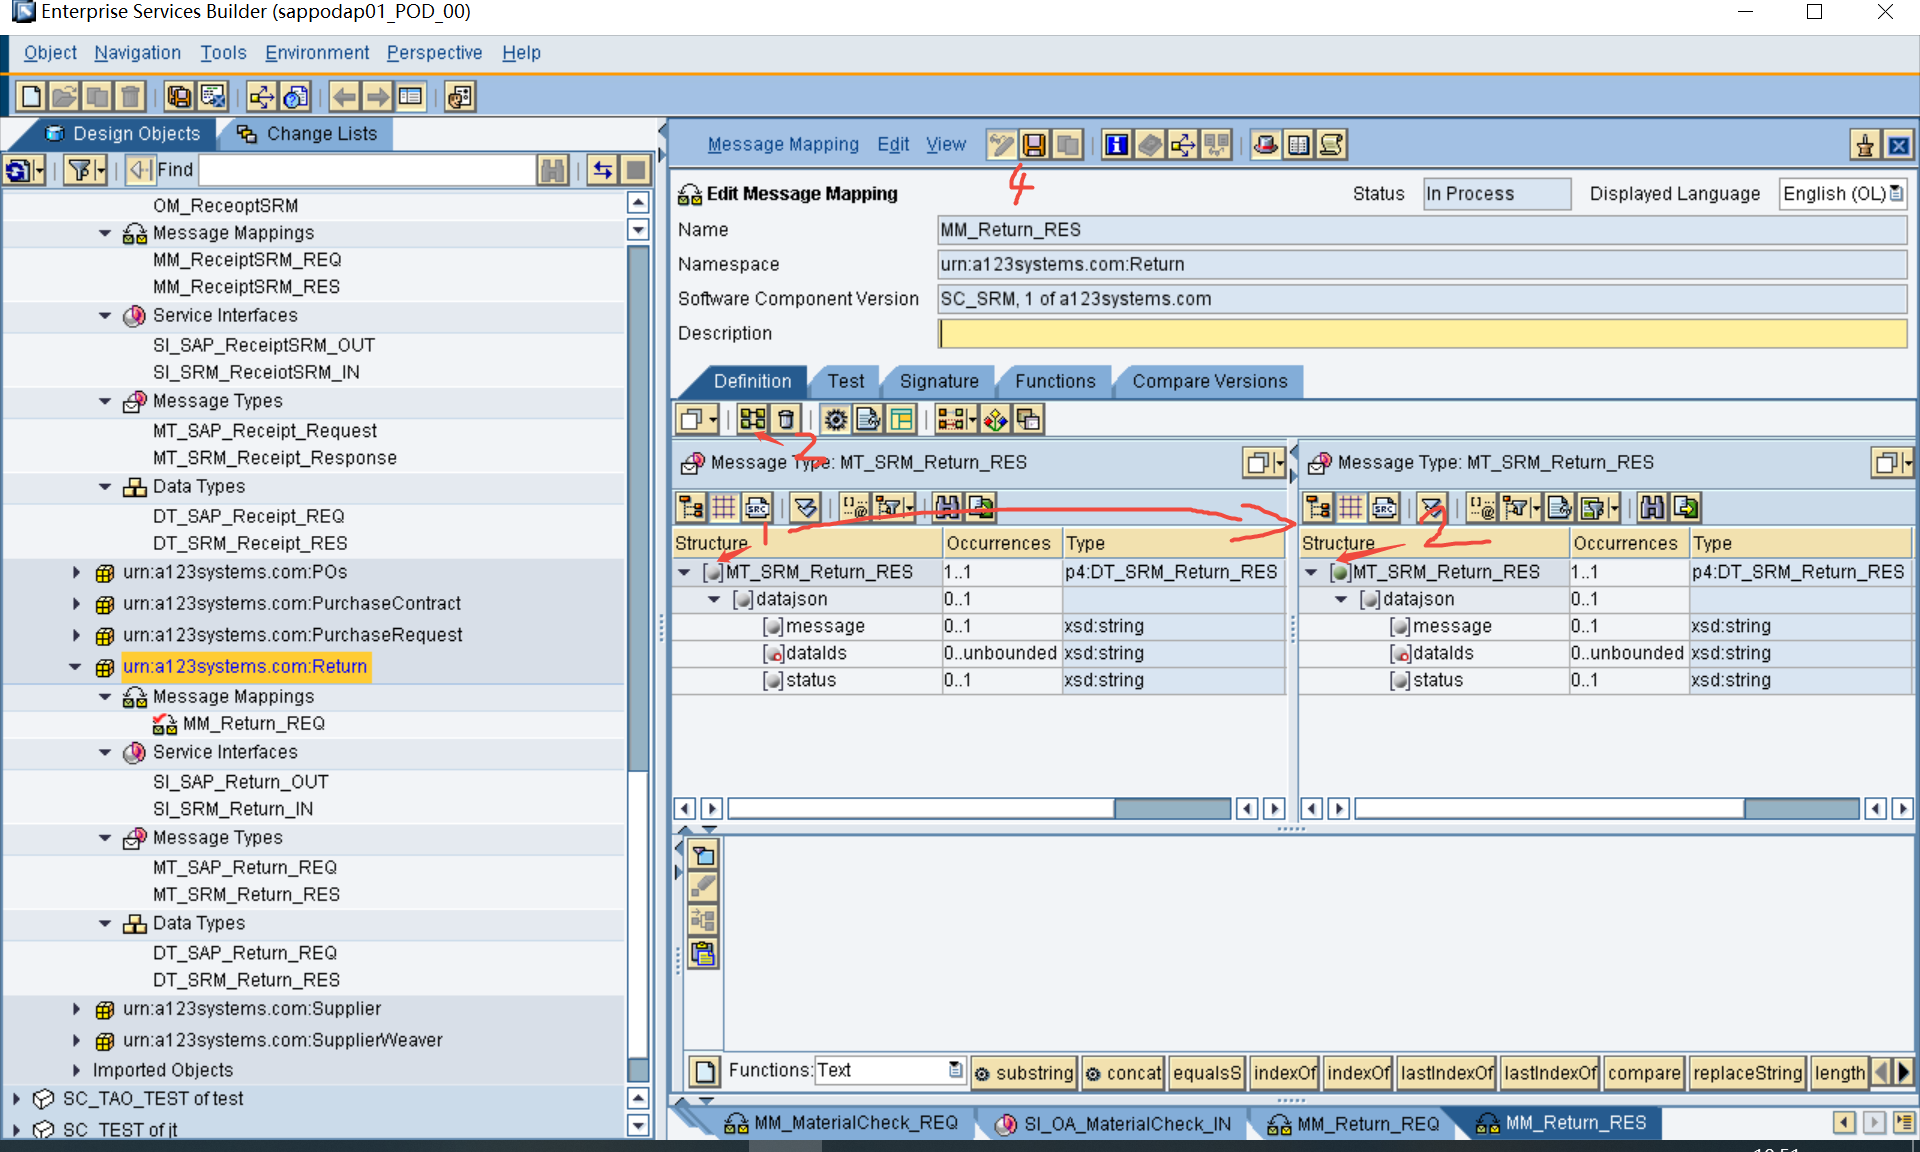 Enterprise Services Builder (sappodap01_POD_00)
Object Navigation Tools Environment Perspective Help
Design Objects Change Lists
Find
OM_ReceoptSRM
Message Mappings
MM_ReceiptSRM_REQ
MM_ReceiptSRM_RES
Service Interfaces
SI_SAP_ReceiptSRM_OUT
SI_SRM_ReceiotSRM_IN
Message Types
MT_SAP_Receipt_Request
MT_SRM_Receipt_Response
Data Types
DT_SAP_Receipt_REQ
DT_SRM_Receipt_RES
urn:a123systems.com:POs
urn:a123systems.com:PurchaseContract
urn:a123systems.com:PurchaseRequest
urn:a123systems.com:Return
Message Mappings
MM_Return_REQ
Service Interfaces
SI_SAP_Return_OUT
SI_SRM_Return_IN
Message Types
MT_SAP_Return_REQ
MT_SRM_Return_RES
Data Types
DT_SAP_Return_REQ
DT_SRM_Return_RES
urn:a123systems.com:Supplier
urn:a123systems.com:SupplierWeaver
Imported Objects
SC_TAO_TEST of test
SC_TEST of jt
Message Mapping Edit View
4
Edit Message Mapping Status In Process Displayed Language English (OL)
Name MM_Return_RES
Namespace urn:a123systems.com:Return
Software Component Version SC_SRM, 1 of a123systems.com
Description
Definition Test Signature Functions Compare Versions
3
Message Type: MT_SRM_Return_RES
SRC
1
Structure Occurrences Type
MT_SRM_Return_RES 1..1 p4:DT_SRM_Return_RES
datajson 0..1
message 0..1 xsd:string
dataIds 0..unbounded xsd:string
status 0..1 xsd:string
Message Type: MT_SRM_Return_RES
SRC
2
Structure Occurrences Type
MT_SRM_Return_RES 1..1 p4:DT_SRM_Return_RES
datajson 0..1
message 0..1 xsd:string
dataIds 0..unbounded xsd:string
status 0..1 xsd:string
Functions: Text substring concat equalsS indexOf indexOf lastIndexOf lastIndexOf compare replaceString length
MM_MaterialCheck_REQ SI_OA_MaterialCheck_IN MM_Return_REQ MM_Return_RES